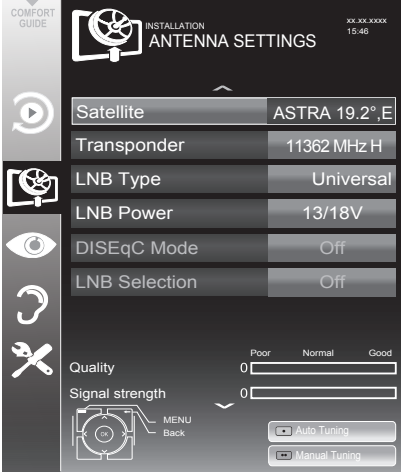 COMFORT
GUIDE
INSTALLATION
ANTENNA SETTINGS
xx.xx.xxxx
15:46
Satellite ASTRA 19.2°,E
Transponder 11362 MHz H
LNB Type Universal
LNB Power 13/18V
DISEqC Mode Off
LNB Selection Off
Poor Normal Good
Quality 0
Signal strength 0
MENU
Back
OK
Auto Tuning
Manual Tuning